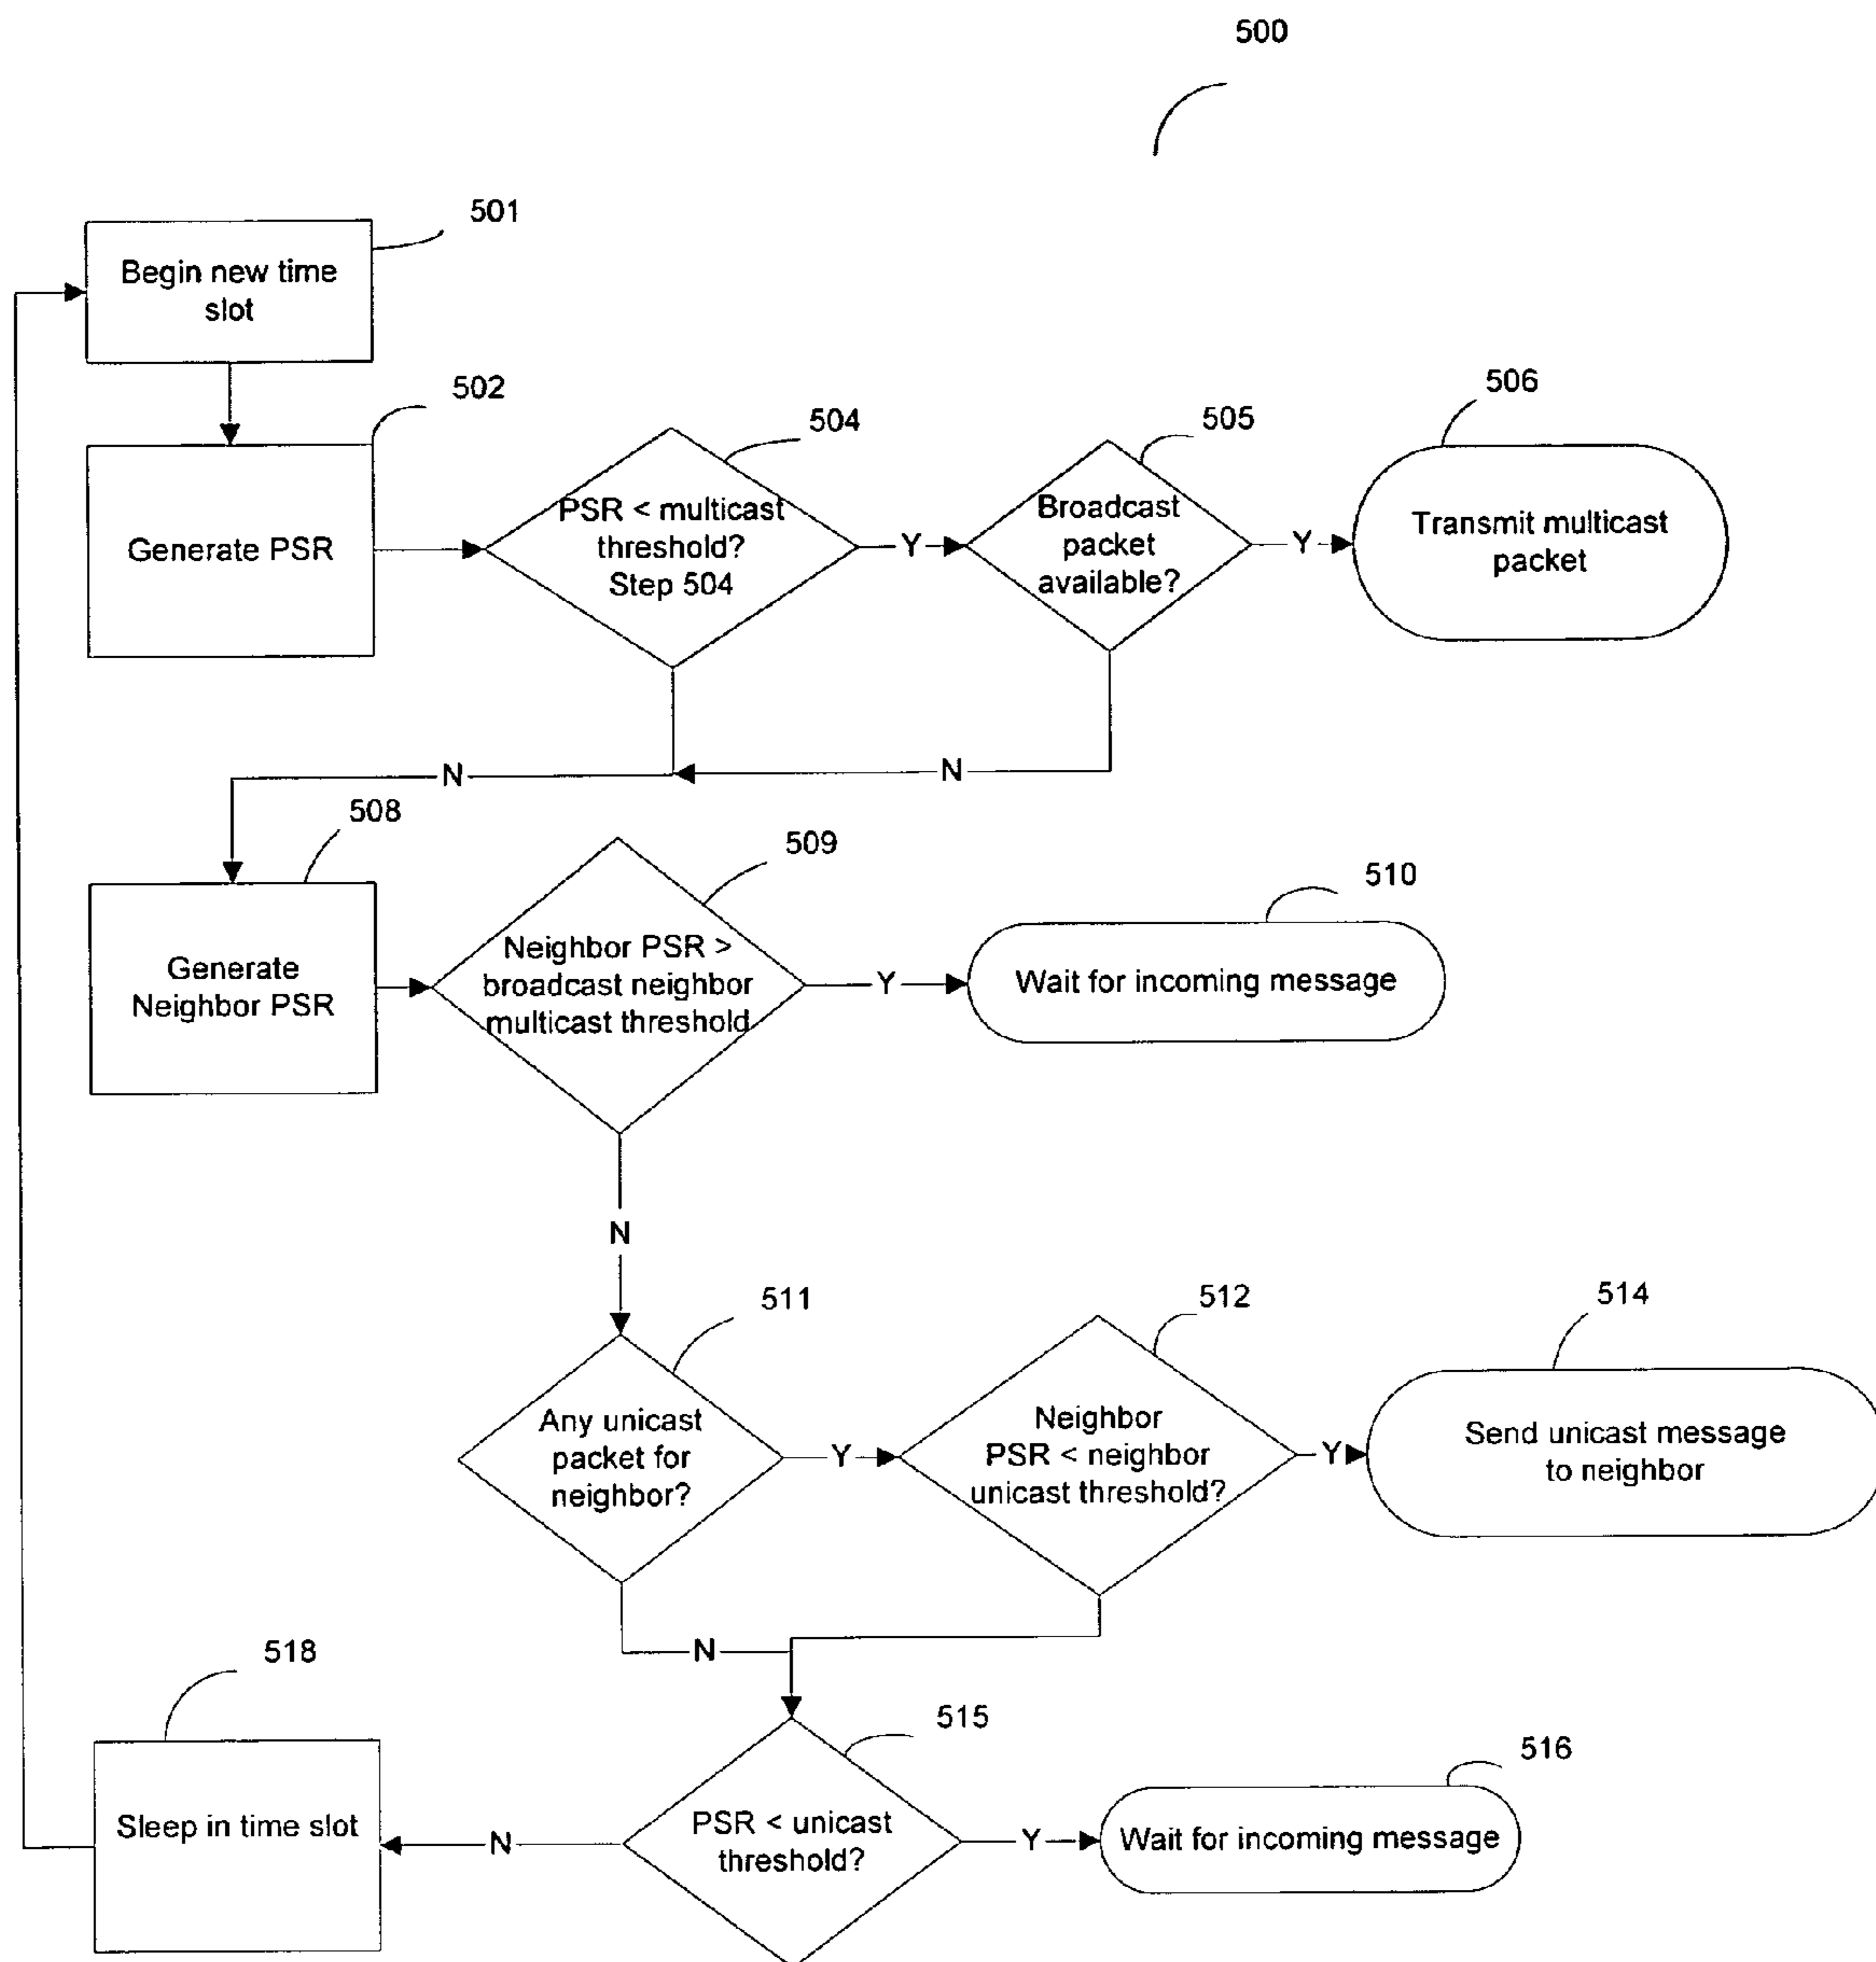 500
501
Begin new time
slot
502
Generate PSR
504
PSR < multicast
threshold?
Step 504
Y
505
Broadcast
packet
available?
Y
506
Transmit multicast
packet
N
N
508
Generate
Neighbor PSR
509
Neighbor PSR >
broadcast neighbor
multicast threshold
Y
510
Wait for incoming message
N
511
Any unicast
packet for
neighbor?
Y
512
Neighbor
PSR < neighbor
unicast threshold?
Y
514
Send unicast message
to neighbor
N
515
PSR < unicast
threshold?
Y
516
Wait for incoming message
N
518
Sleep in time slot